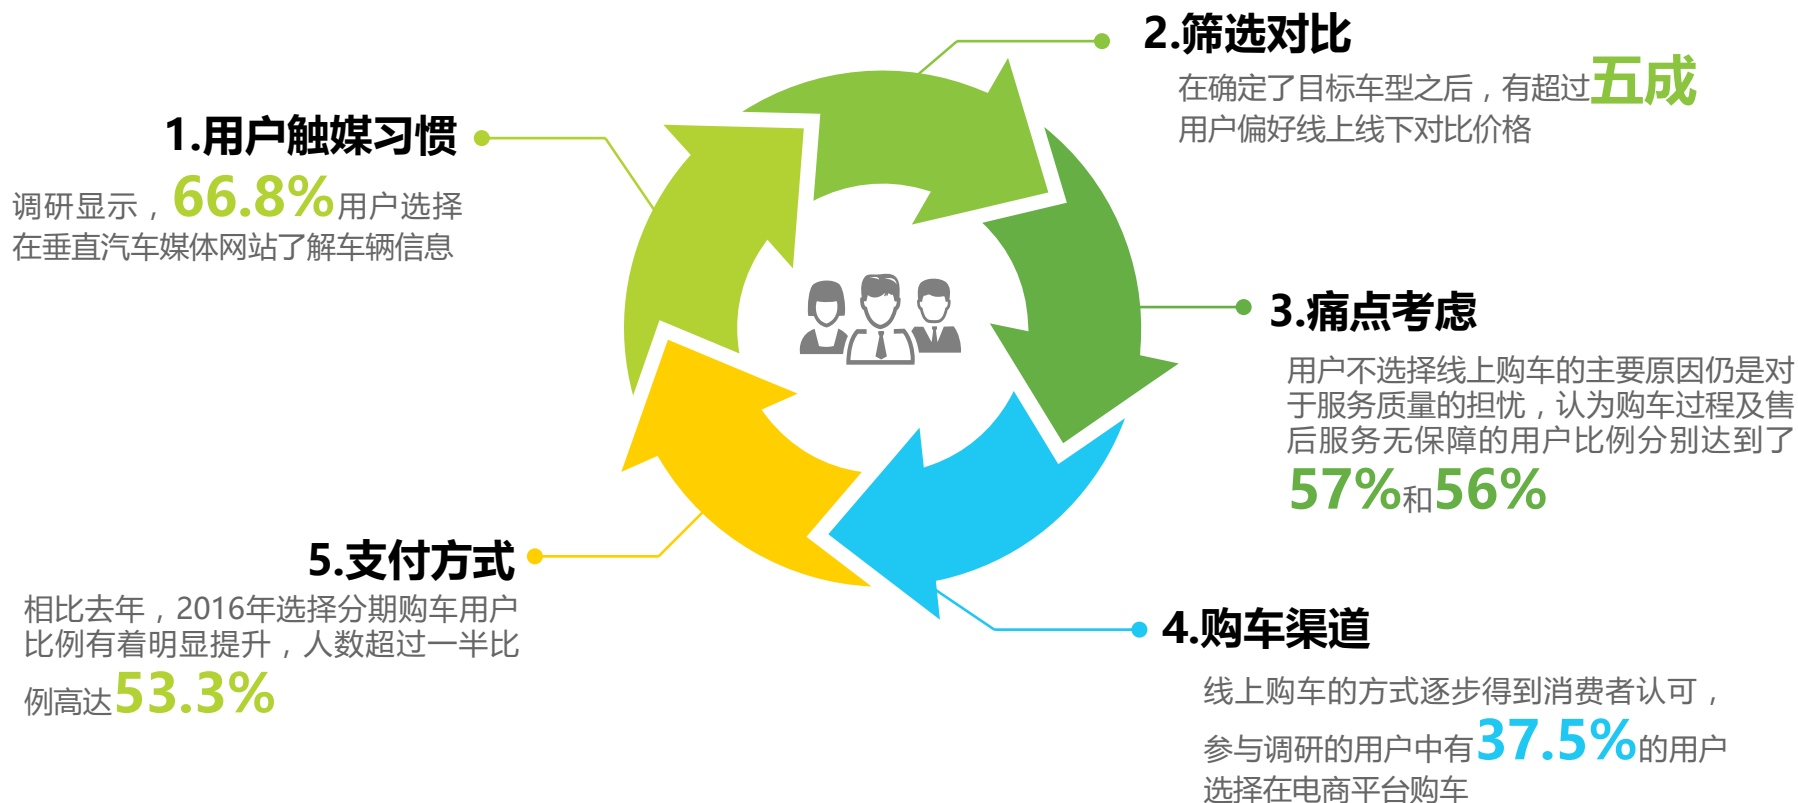 1.用户触媒习惯
调研显示，66.8%用户选择
在垂直汽车媒体网站了解车辆信息
2.筛选对比
在确定了目标车型之后，有超过五成
用户偏好线上线下对比价格
3.痛点考虑
用户不选择线上购车的主要原因仍是对
于服务质量的担忧，认为购车过程及售
后服务无保障的用户比例分别达到了
57%和56%
4.购车渠道
线上购车的方式逐步得到消费者认可，
参与调研的用户中有37.5%的用户
选择在电商平台购车
5.支付方式
相比去年，2016年选择分期购车用户
比例有着明显提升，人数超过一半比
例高达53.3%